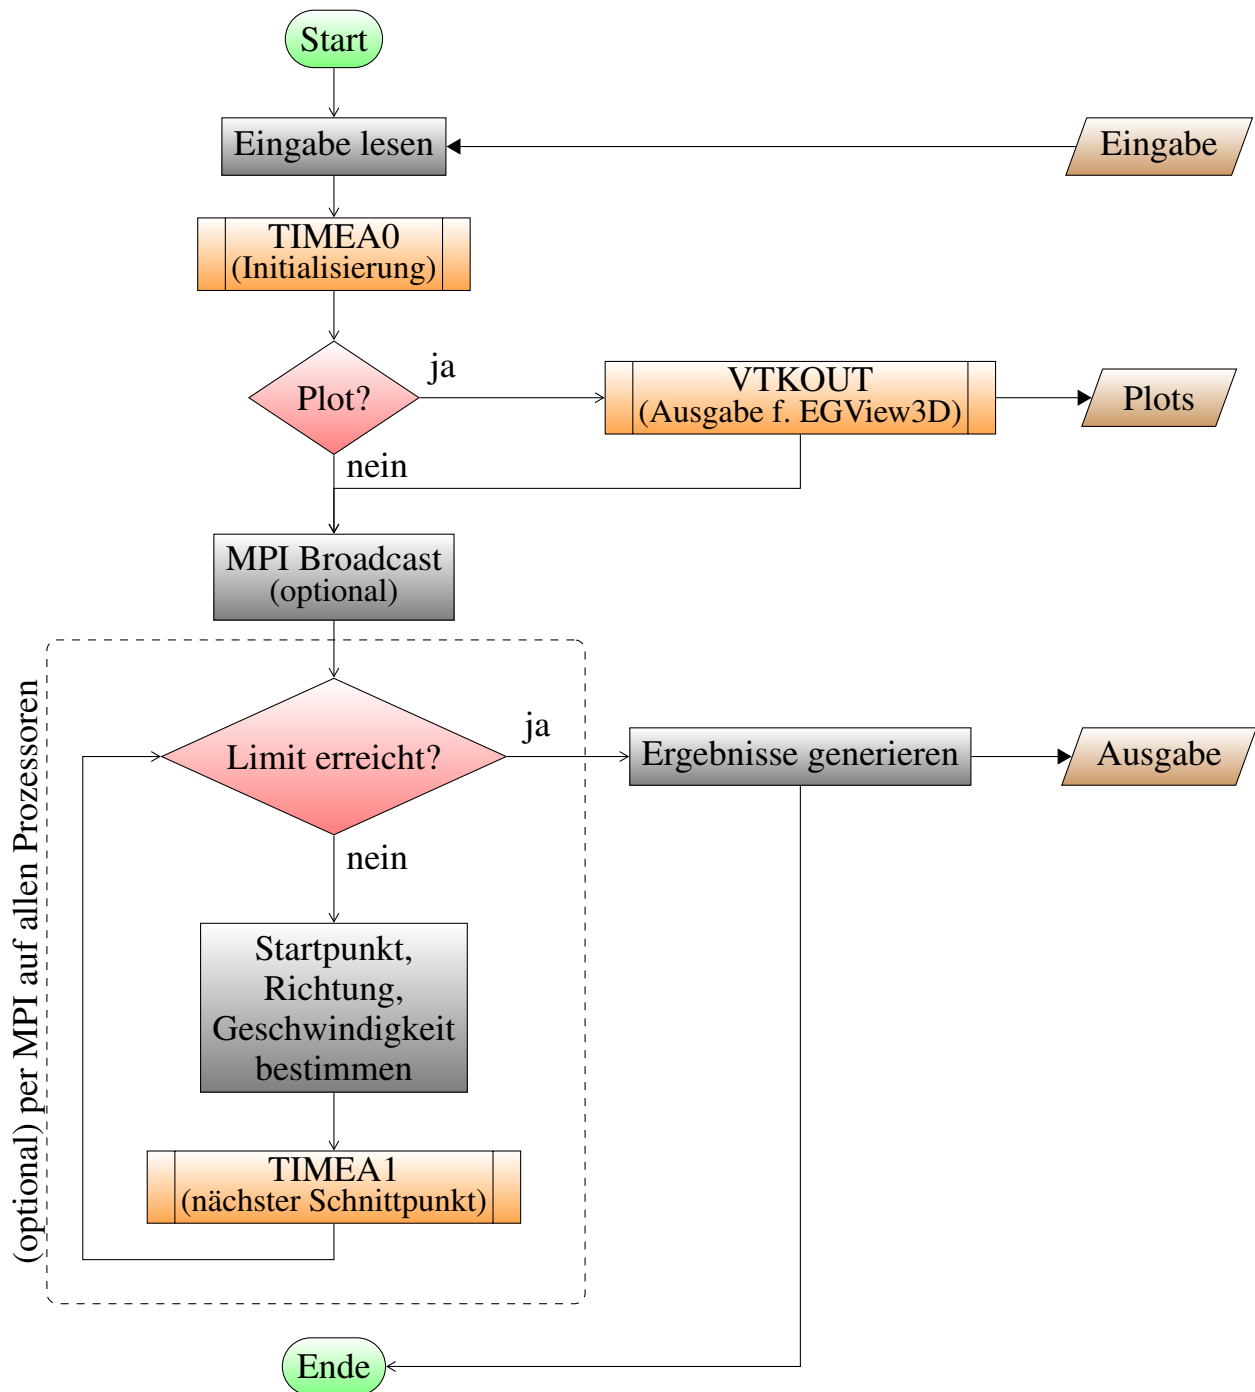 Start
Eingabe lesen
Eingabe
TIMEA0
(Initialisierung)
Plot?
ja
VTKOUT
(Ausgabe f. EGView3D)
Plots
nein
MPI Broadcast
(optional)
(optional) per MPI auf allen Prozessoren
Limit erreicht?
ja
Ergebnisse generieren
Ausgabe
nein
Startpunkt,
Richtung,
Geschwindigkeit
bestimmen
TIMEA1
(nächster Schnittpunkt)
Ende